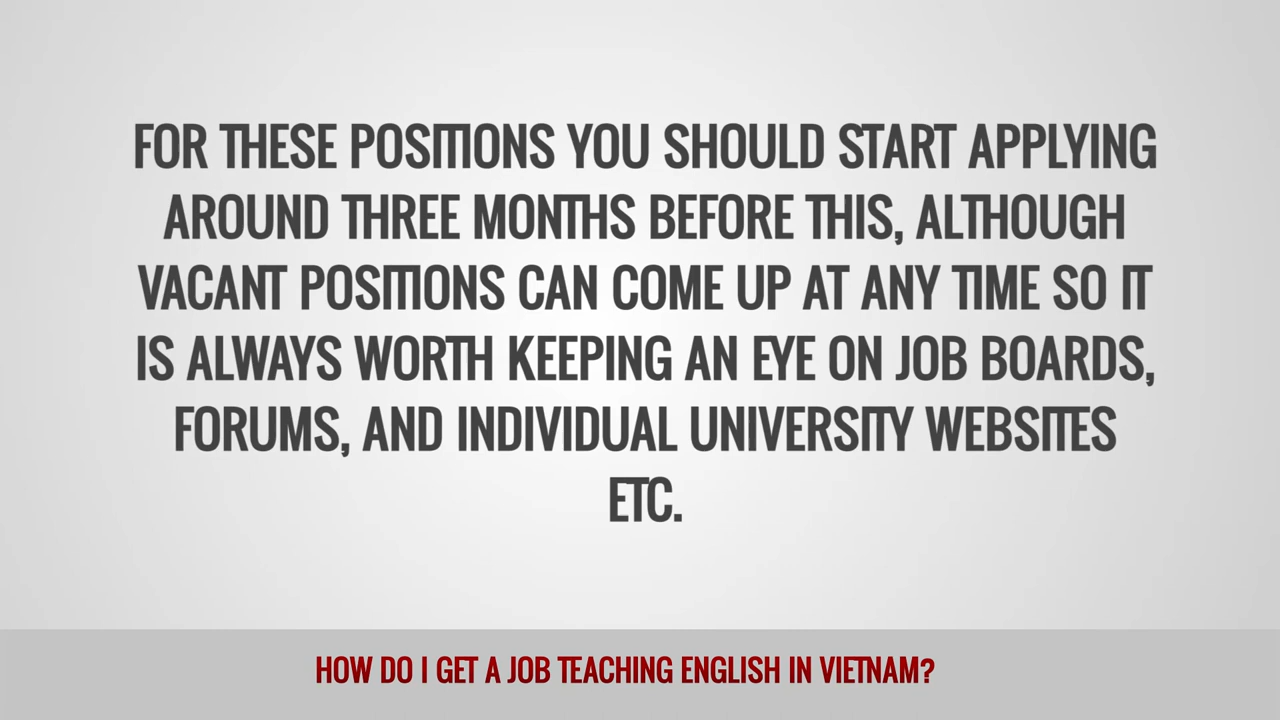 FOR THESE POSITIONS YOU SHOULD START APPLYING
AROUND THREE MONTHS BEFORE THIS, ALTHOUGH
VACANT POSITIONS CAN COME UP AT ANY TIME SO IT
IS ALWAYS WORTH KEEPING AN EYE ON JOB BOARDS,
FORUMS, AND INDIVIDUAL UNIVERSITY WEBSITES
ETC.
HOW DO I GET A JOB TEACHING ENGLISH IN VIETNAM?